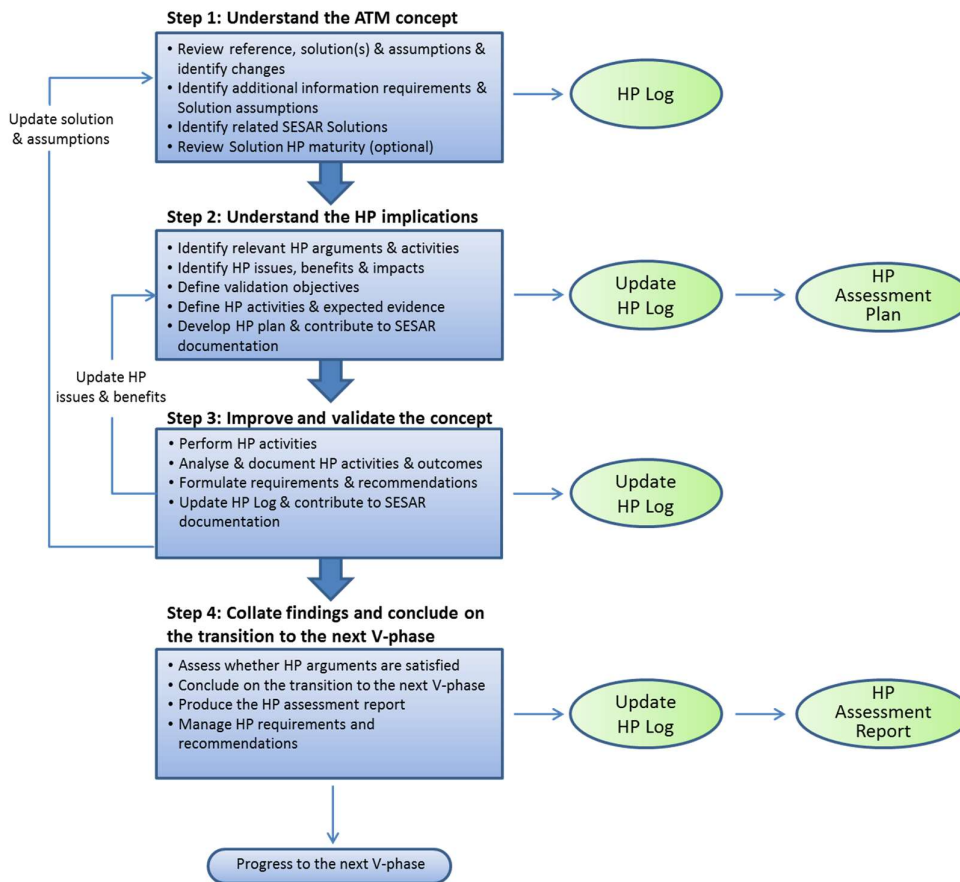 Step 1: Understand the ATM concept
• Review reference, solution(s) & assumptions &
identify changes
• Identify additional information requirements &
Solution assumptions
• Identify related SESAR Solutions
• Review Solution HP maturity (optional)
HP Log
Update solution
& assumptions
Step 2: Understand the HP implications
• Identify relevant HP arguments & activities
• Identify HP issues, benefits & impacts
• Define validation objectives
• Define HP activities & expected evidence
• Develop HP plan & contribute to SESAR
documentation
Update
HP Log
HP
Assessment
Plan
Update HP
issues & benefits
Step 3: Improve and validate the concept
• Perform HP activities
• Analyse & document HP activities & outcomes
• Formulate requirements & recommendations
• Update HP Log & contribute to SESAR
documentation
Update
HP Log
Step 4: Collate findings and conclude on
the transition to the next V-phase
• Assess whether HP arguments are satisfied
• Conclude on the transition to the next V-phase
• Produce the HP assessment report
• Manage HP requirements and
recommendations
Update
HP Log
HP
Assessment
Report
Progress to the next V-phase